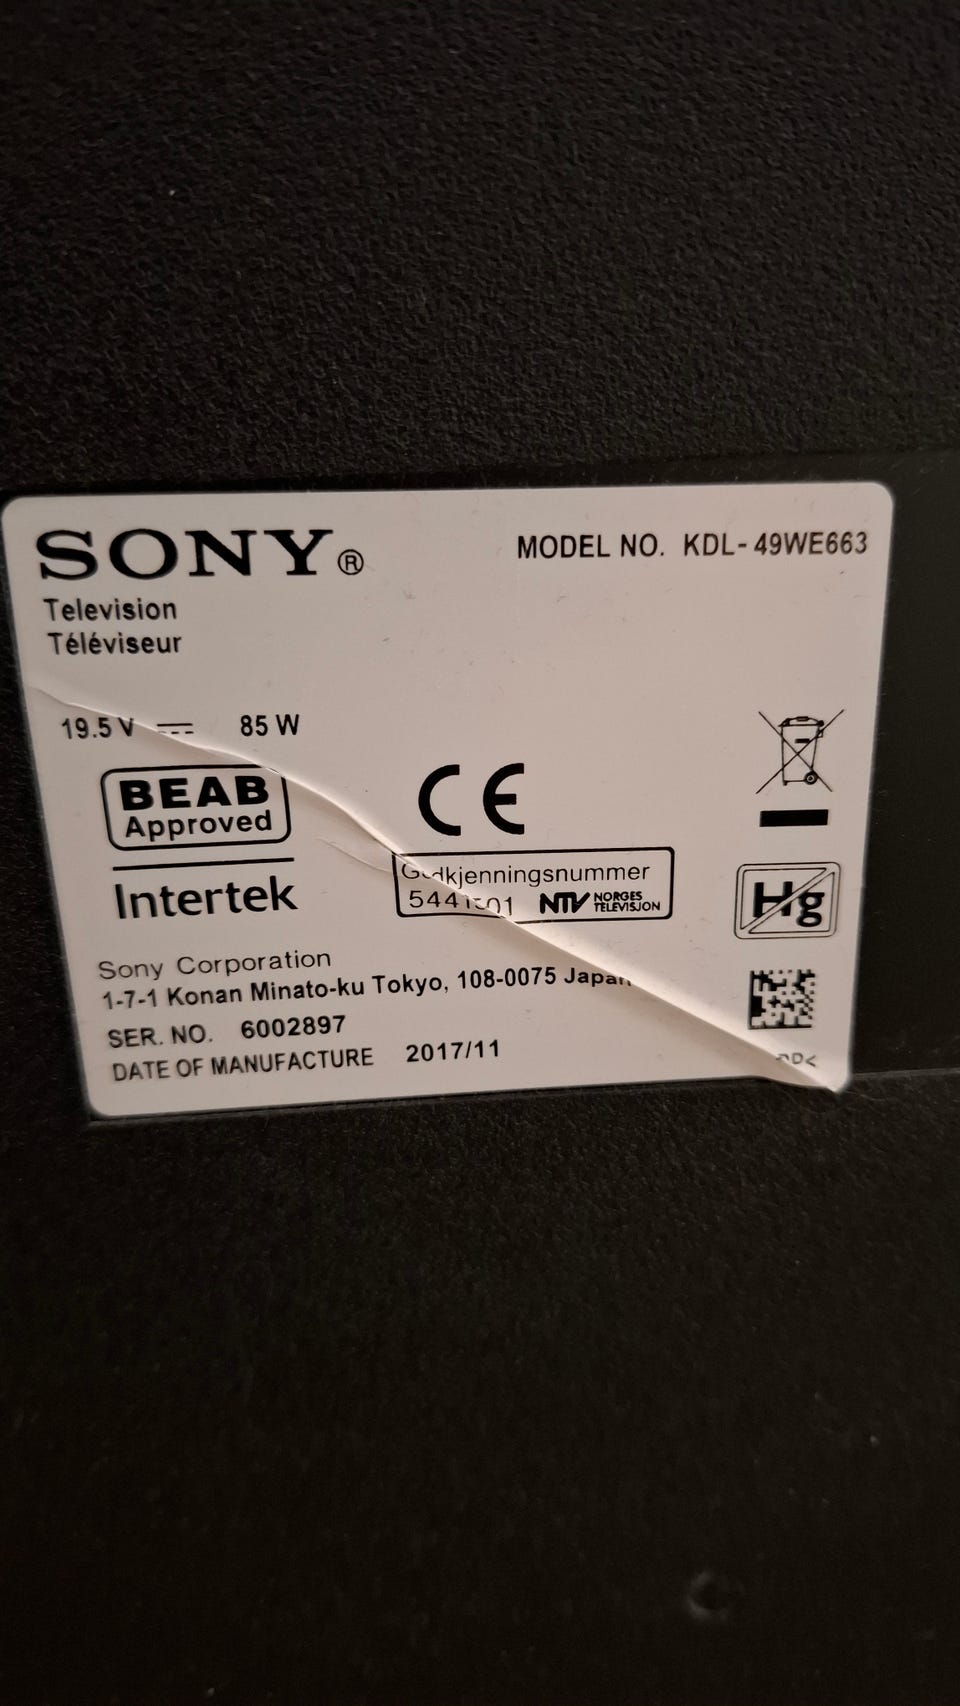 SONY®
MODEL NO. KDL-49WE663
Television
Téléviseur
19.5 V 85 W
BEAB
Approved
Intertek
CE
Godkjenningsnummer
NTV NORGES TELEVISJON
Hg
Sony Corporation
1-7-1 Konan Minato-ku Tokyo, 108-0075 Japan
SER. NO. 6002897
DATE OF MANUFACTURE 2017/11